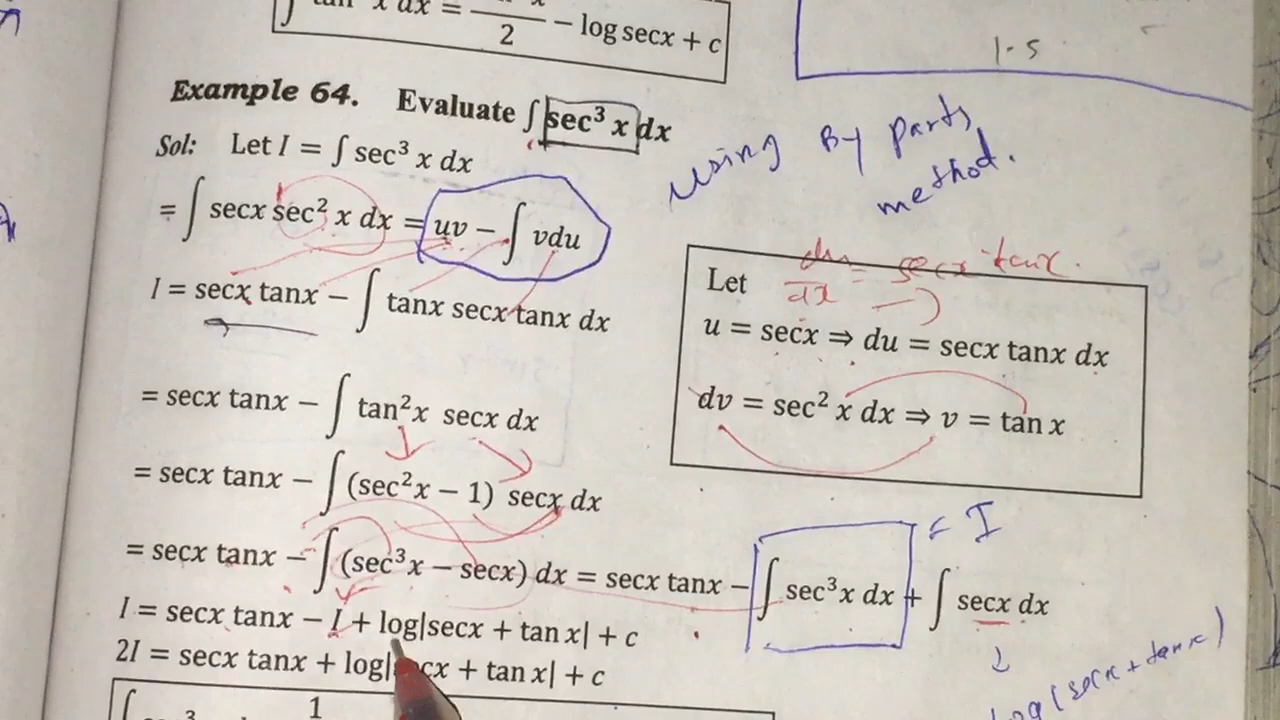 x dx = 2 − log secx + c
1·5
Example 64. Evaluate ∫ sec³ x dx
Using By parts
method.
Sol: Let I = ∫ sec³ x dx
= ∫ secx sec² x dx = uv − ∫ vdu
I = secx tanx − ∫ tanx secx tanx dx
= secx tanx − ∫ tan²x secx dx
= secx tanx − ∫ (sec²x − 1) secx dx
= secx tanx − ∫ (sec³x − secx) dx = secx tanx − ∫ sec³x dx + ∫ secx dx
I = secx tanx − I + log|secx + tan x| + c
2I = secx tanx + log| cx + tan x| + c
1
Let du/dx = secx tanx.
u = secx ⇒ du = secx tanx dx
dv = sec² x dx ⇒ v = tan x
= I
log(secx + tanx)